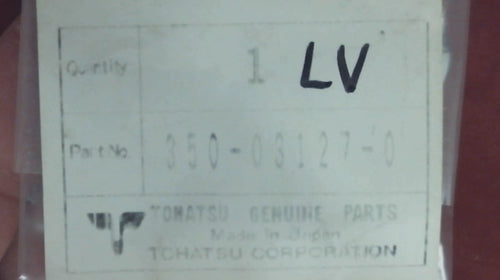 Quantity 1 LV
Part No. 350-03127-0
TOHATSU GENUINE PARTS
Made in Japan
TOHATSU CORPORATION